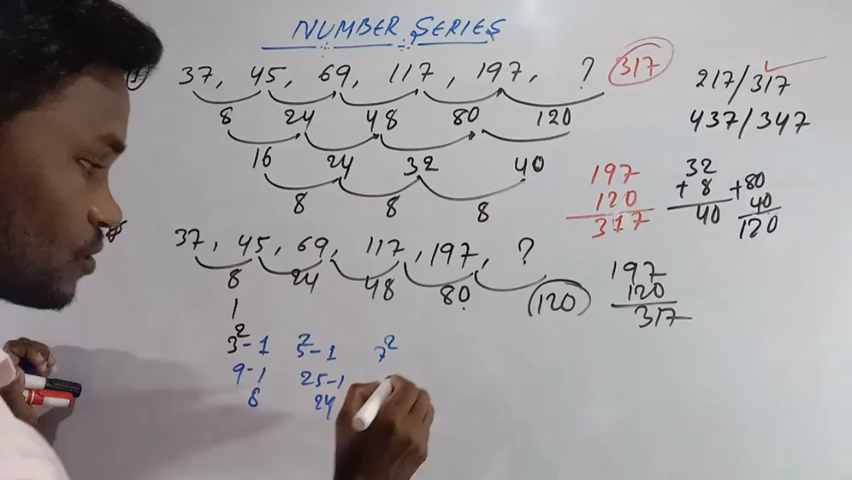 NUMBER SERIES
37, 45, 69, 117, 197, ? 317
8 24 48 80 120
16 24 32 40
8 8 8
217/317
437/347
197
120
317
32
+8
40
+80
40
120
37, 45, 69, 117, 197, ?
8 24 48 80 120
1
197
120
317
3²-1 5²-1 7²
9-1 25-1
8 24